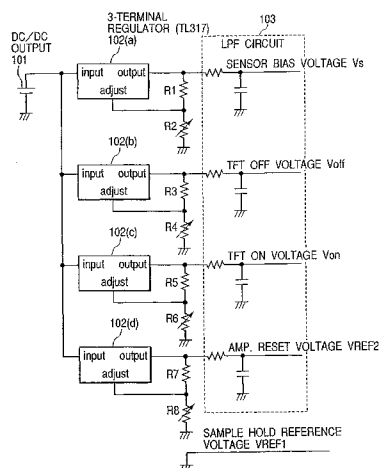 3-TERMINAL
REGULATOR (TL317)
103
DC/DC
OUTPUT
101
102(a)
LPF CIRCUIT
input output
adjust
SENSOR BIAS VOLTAGE Vs
R1
R2
102(b)
input output
adjust
TFT OFF VOLTAGE Voff
R3
R4
102(c)
input output
adjust
TFT ON VOLTAGE Von
R5
R6
102(d)
input output
adjust
AMP. RESET VOLTAGE VREF2
R7
R8
SAMPLE HOLD REFERENCE
VOLTAGE VREF1